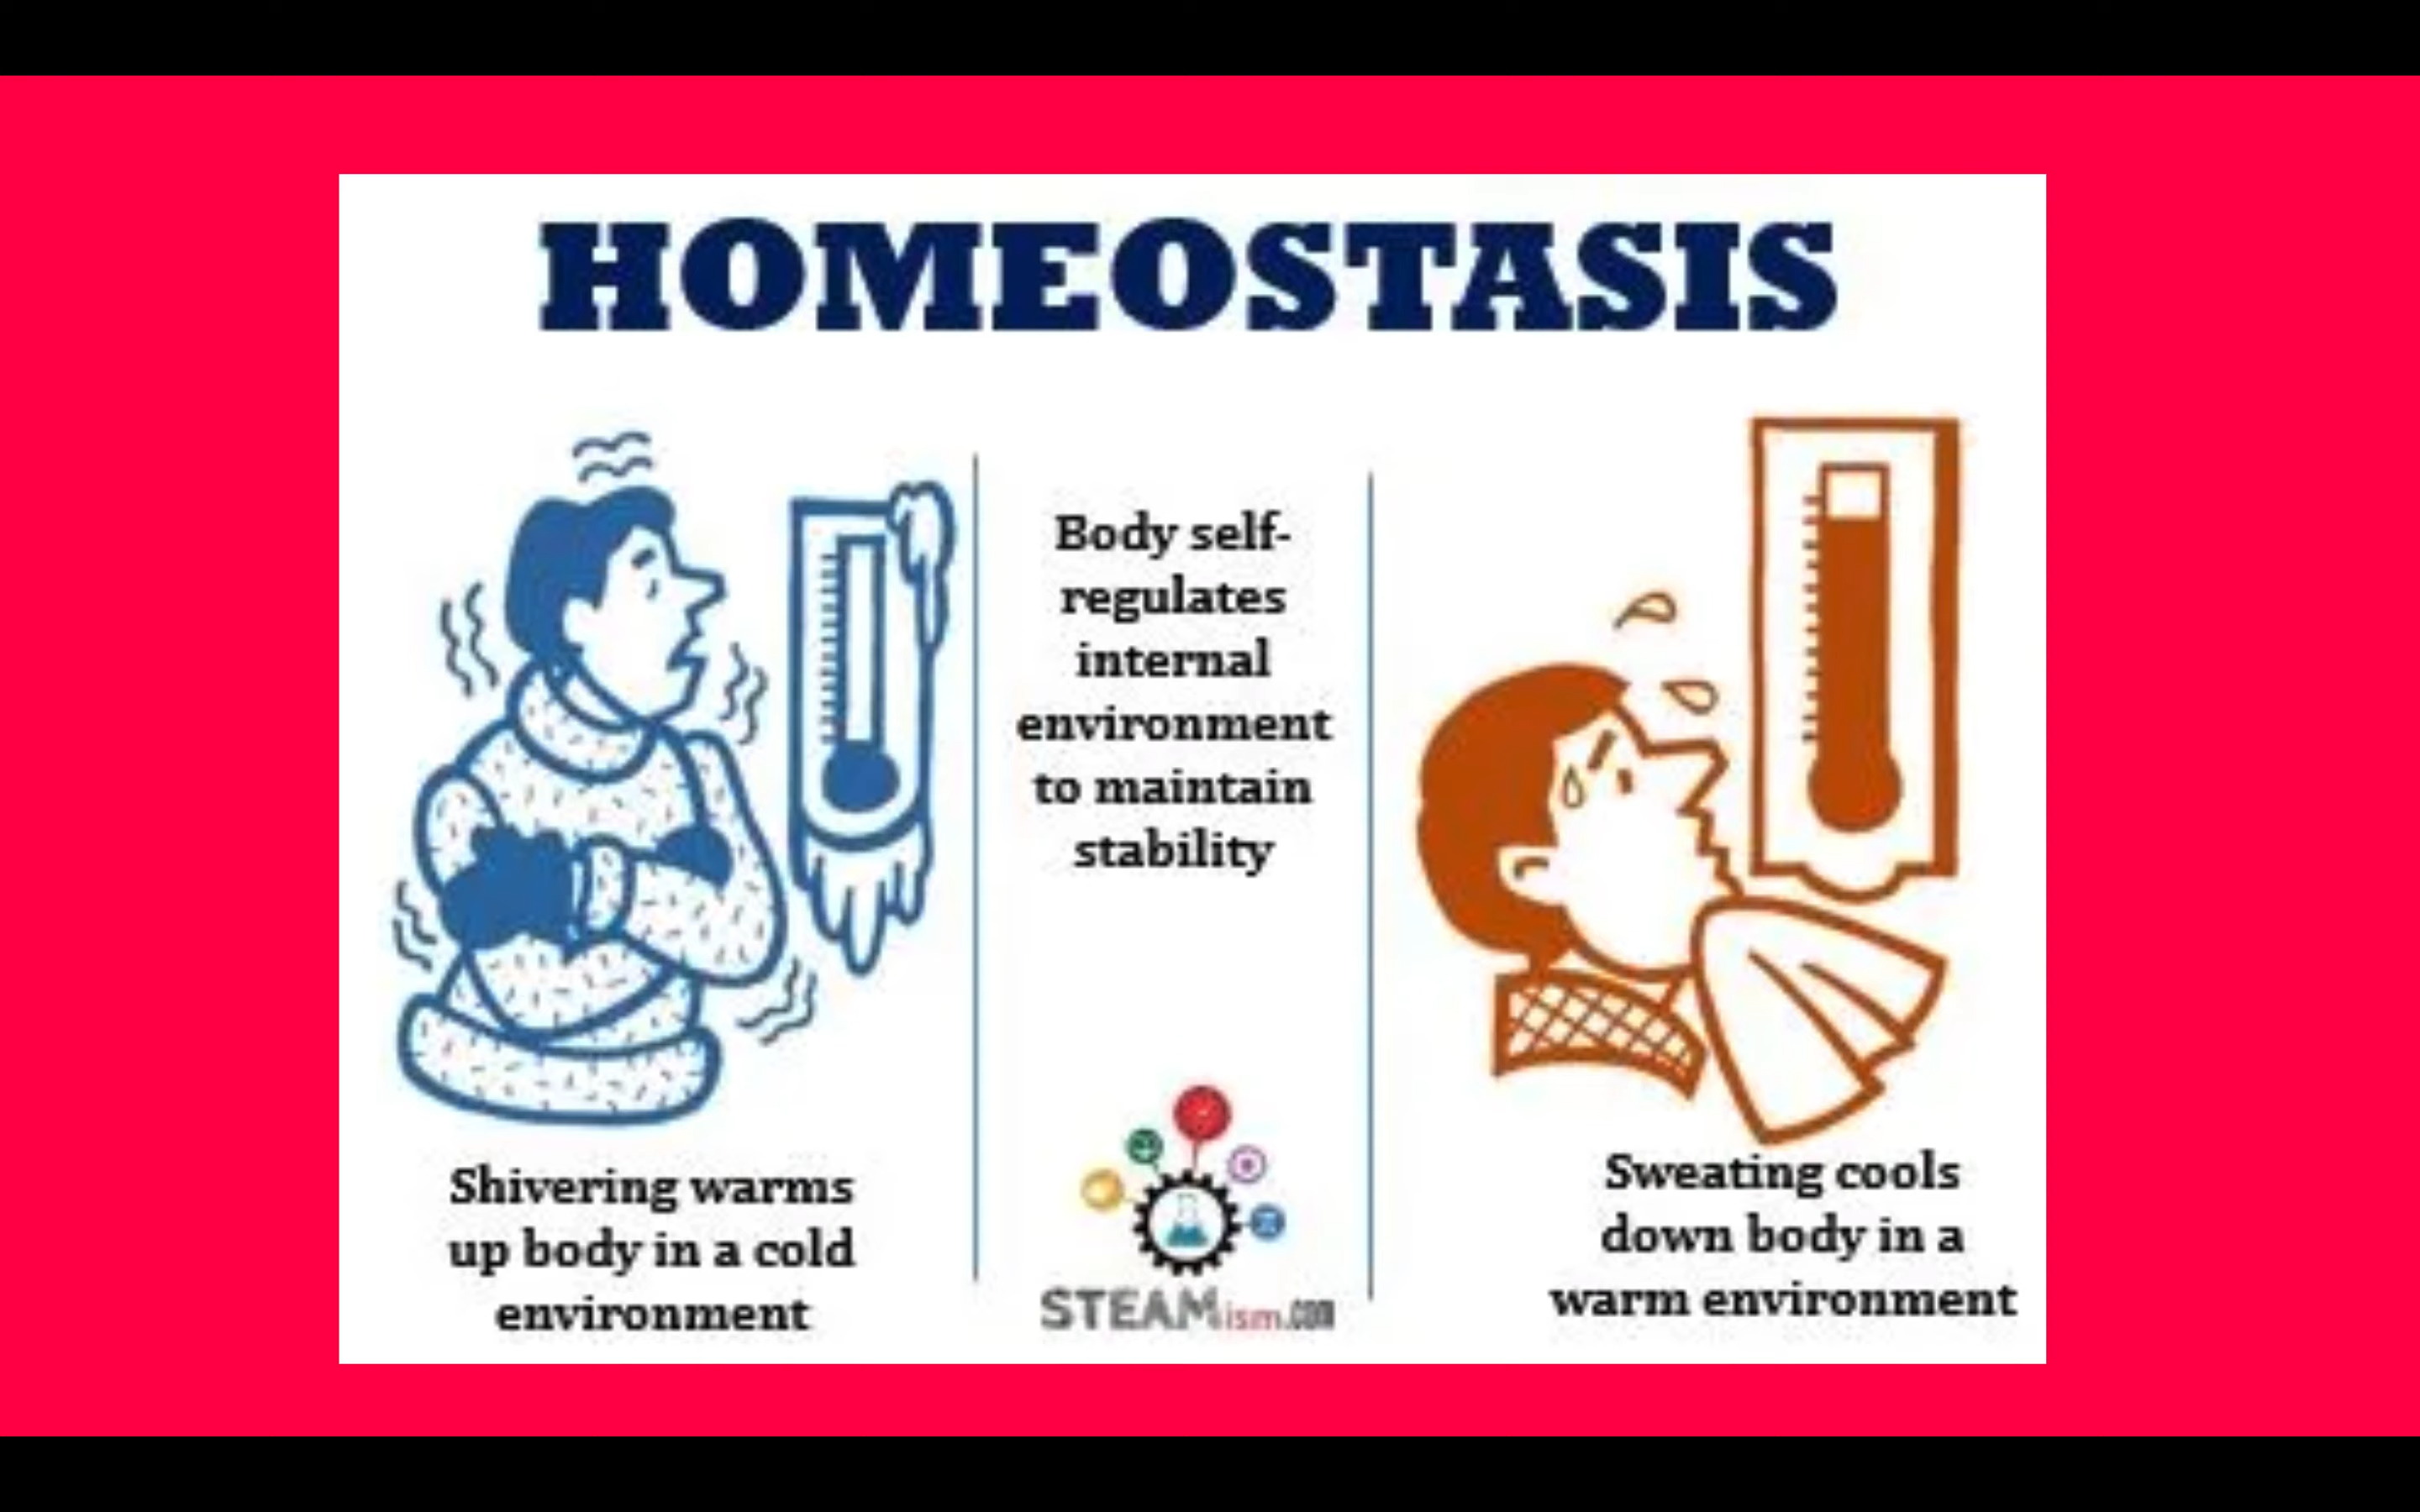 HOMEOSTASIS
Shivering warms
up body in a cold
environment
Body self-
regulates
internal
environment
to maintain
stability
STEAMism.com
Sweating cools
down body in a
warm environment